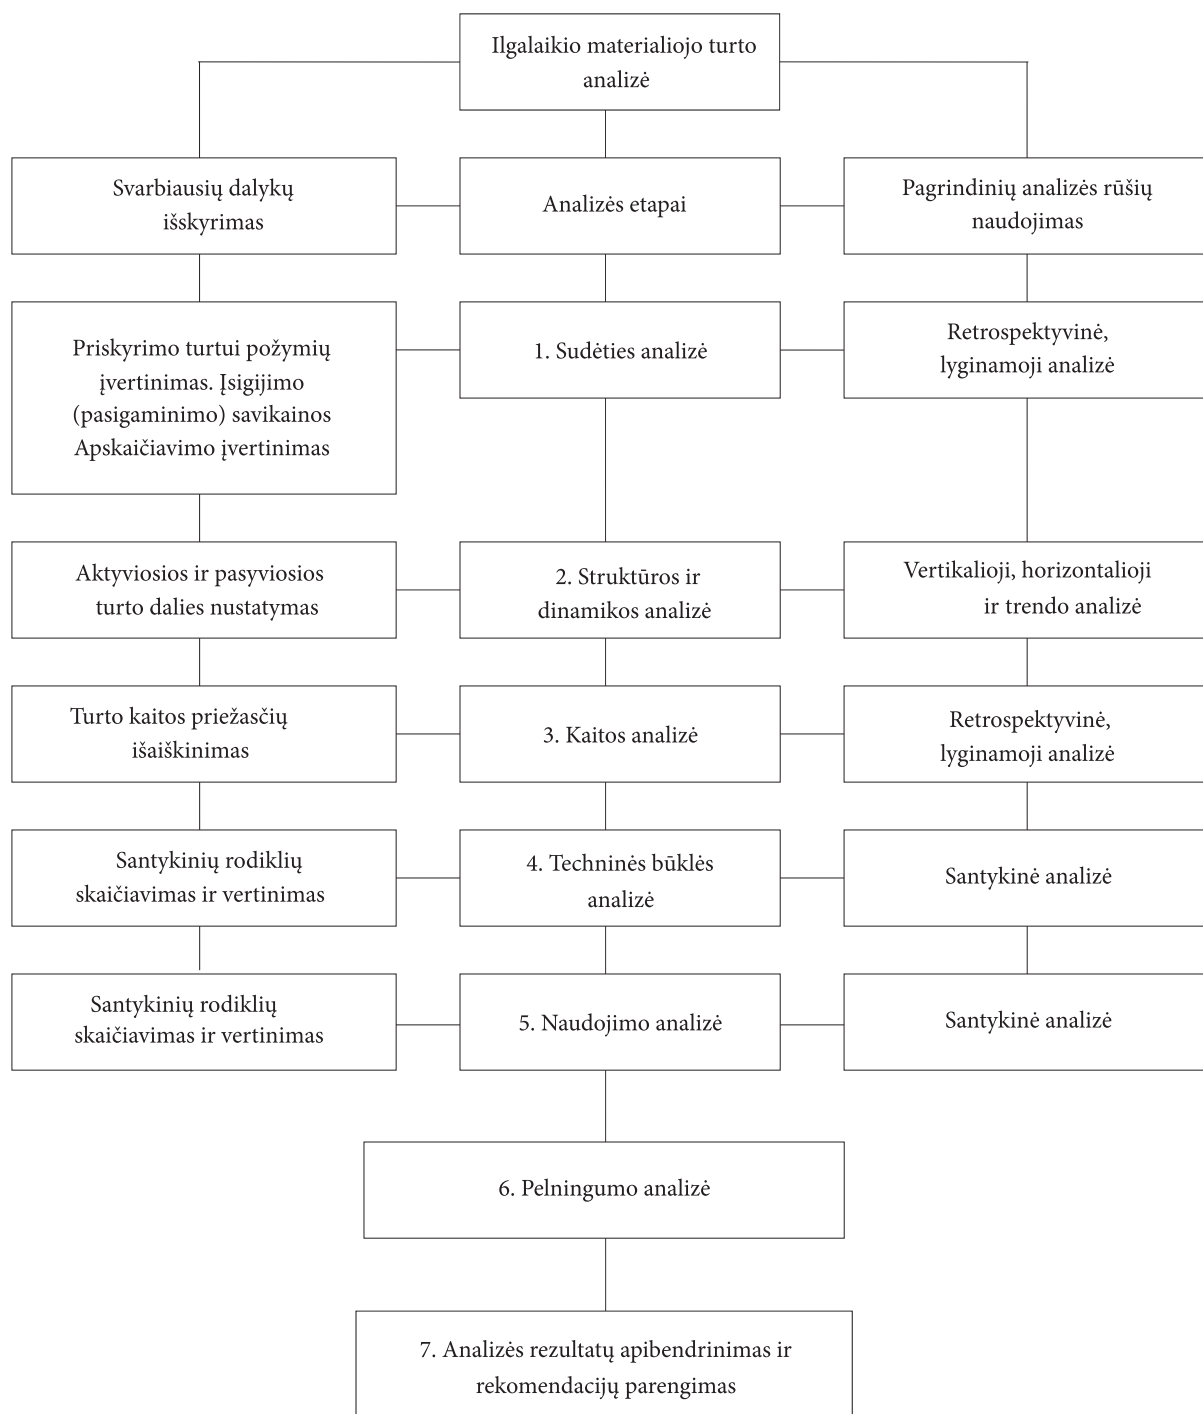 Ilgalaikio materialiojo turto
analizė
Svarbiausių dalykų
išskyrimas
Analizės etapai
Pagrindinių analizės rūšių
naudojimas
Priskyrimo turtui požymių
įvertinimas. Įsigijimo
(pasigaminimo) savikainos
Apskaičiavimo įvertinimas
1. Sudėties analizė
Retrospektyvinė,
lyginamoji analizė
Aktyviosios ir pasyviosios
turto dalies nustatymas
2. Struktūros ir
dinamikos analizė
Vertikalioji, horizontalioji
ir trendo analizė
Turto kaitos priežasčių
išaiškinimas
3. Kaitos analizė
Retrospektyvinė,
lyginamoji analizė
Santykinių rodiklių
skaičiavimas ir vertinimas
4. Techninės būklės
analizė
Santykinė analizė
Santykinių rodiklių
skaičiavimas ir vertinimas
5. Naudojimo analizė
Santykinė analizė
6. Pelningumo analizė
7. Analizės rezultatų apibendrinimas ir
rekomendacijų parengimas